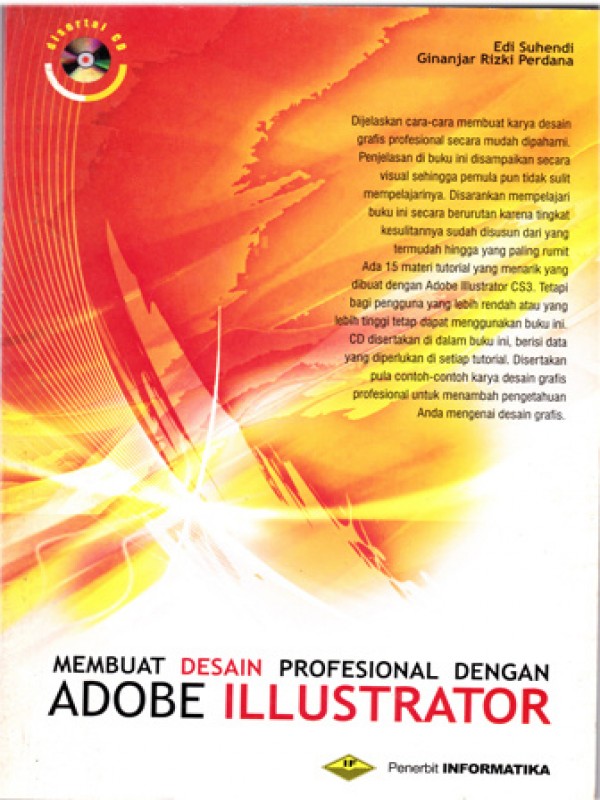 disertai CD
Edi Suhendi
Ginanjar Rizki Perdana
Dijelaskan cara-cara membuat karya desain
grafis profesional secara mudah dipahami.
Penjelasan di buku ini disampaikan secara
visual sehingga pemula pun tidak sulit
mempelajarinya. Disarankan mempelajari
buku ini secara berurutan karena tingkat
kesulitannya sudah disusun dari yang
termudah hingga yang paling rumit
Ada 15 materi tutorial yang menarik yang
dibuat dengan Adobe Illustrator CS3. Tetapi
bagi pengguna yang lebih rendah atau yang
lebih tinggi tetap dapat menggunakan buku ini.
CD disertakan di dalam buku ini, berisi data
yang diperlukan di setiap tutorial. Disertakan
pula contoh-contoh karya desain grafis
profesional untuk menambah pengetahuan
Anda mengenai desain grafis.
MEMBUAT DESAIN PROFESIONAL DENGAN
ADOBE ILLUSTRATOR
IF Penerbit INFORMATIKA